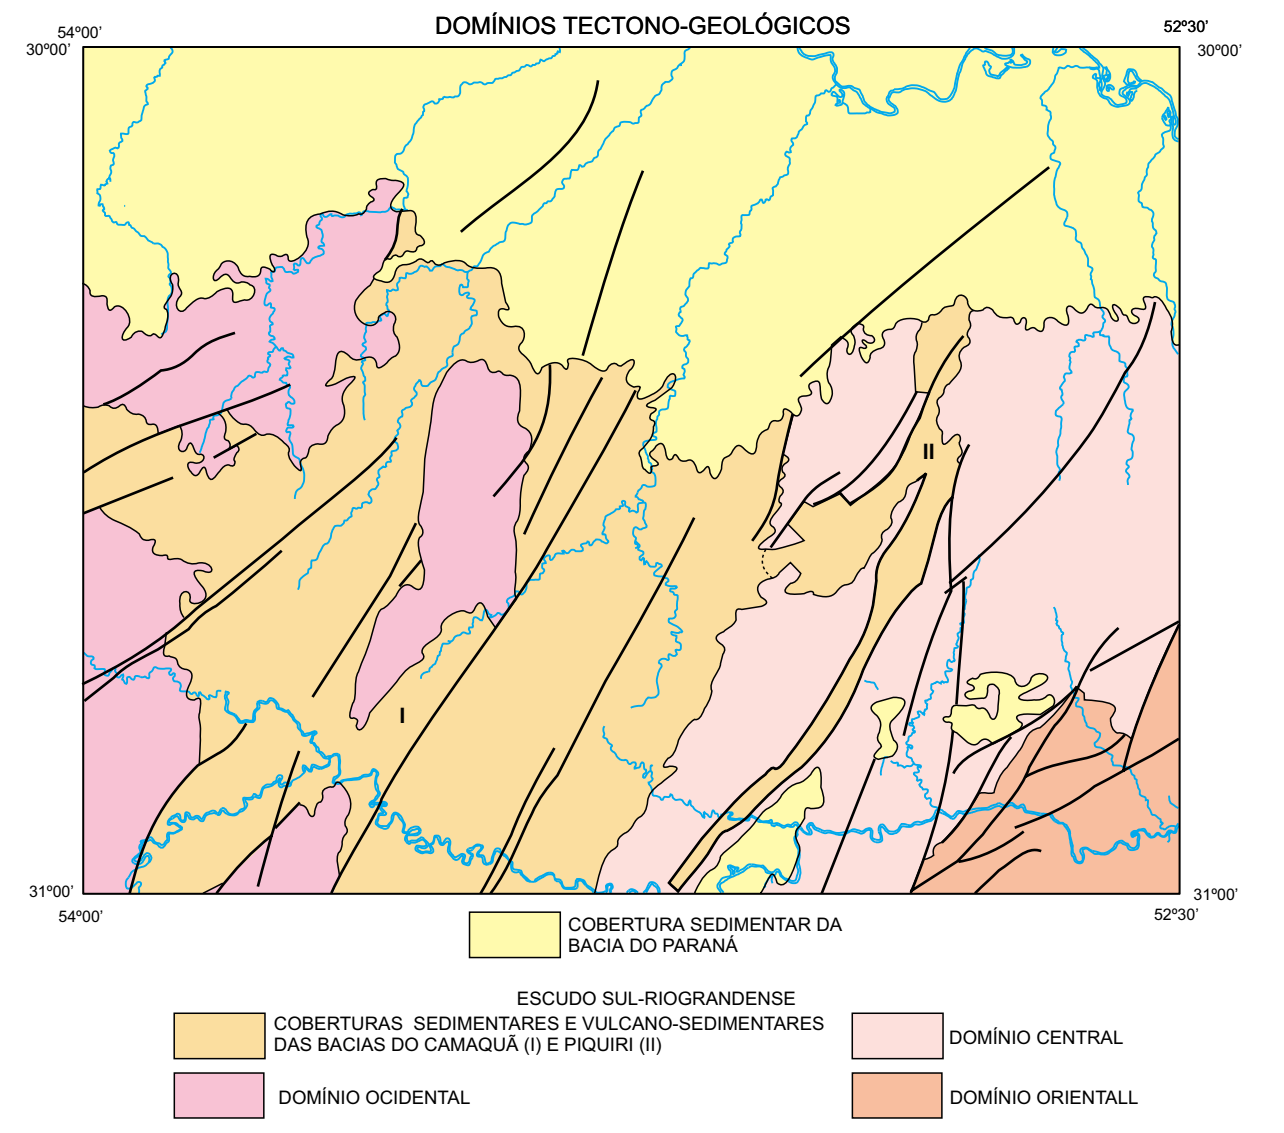 DOMÍNIOS TECTONO-GEOLÓGICOS
54º00’
52º30’
30º00’
30º00’
II
I
31º00’
31º00’
54º00’
52º30’
COBERTURA SEDIMENTAR DA
BACIA DO PARANÁ
ESCUDO SUL-RIOGRANDENSE
COBERTURAS SEDIMENTARES E VULCANO-SEDIMENTARES
DAS BACIAS DO CAMAQUÃ (I) E PIQUIRI (II)
DOMÍNIO CENTRAL
DOMÍNIO OCIDENTAL
DOMÍNIO ORIENTALL